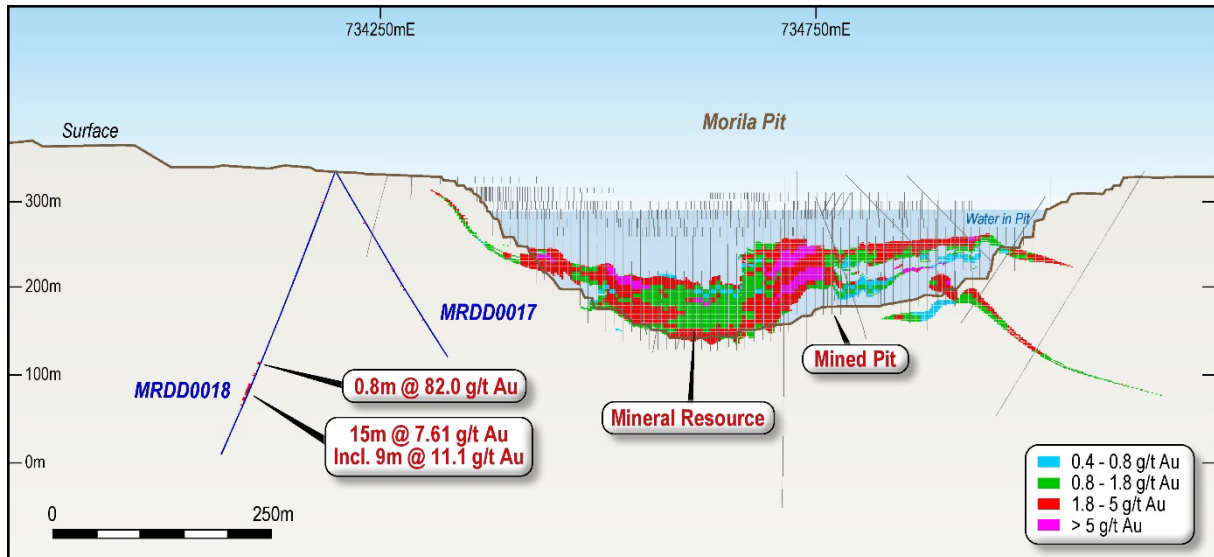 734250mE
734750mE
Morila Pit
Surface
300m
Water in Pit
200m
MRDD0017
100m
MRDD0018
0.8m @ 82.0 g/t Au
Mined Pit
Mineral Resource
15m @ 7.61 g/t Au
Incl. 9m @ 11.1 g/t Au
0m
0.4 - 0.8 g/t Au
0.8 - 1.8 g/t Au
1.8 - 5 g/t Au
> 5 g/t Au
0
250m